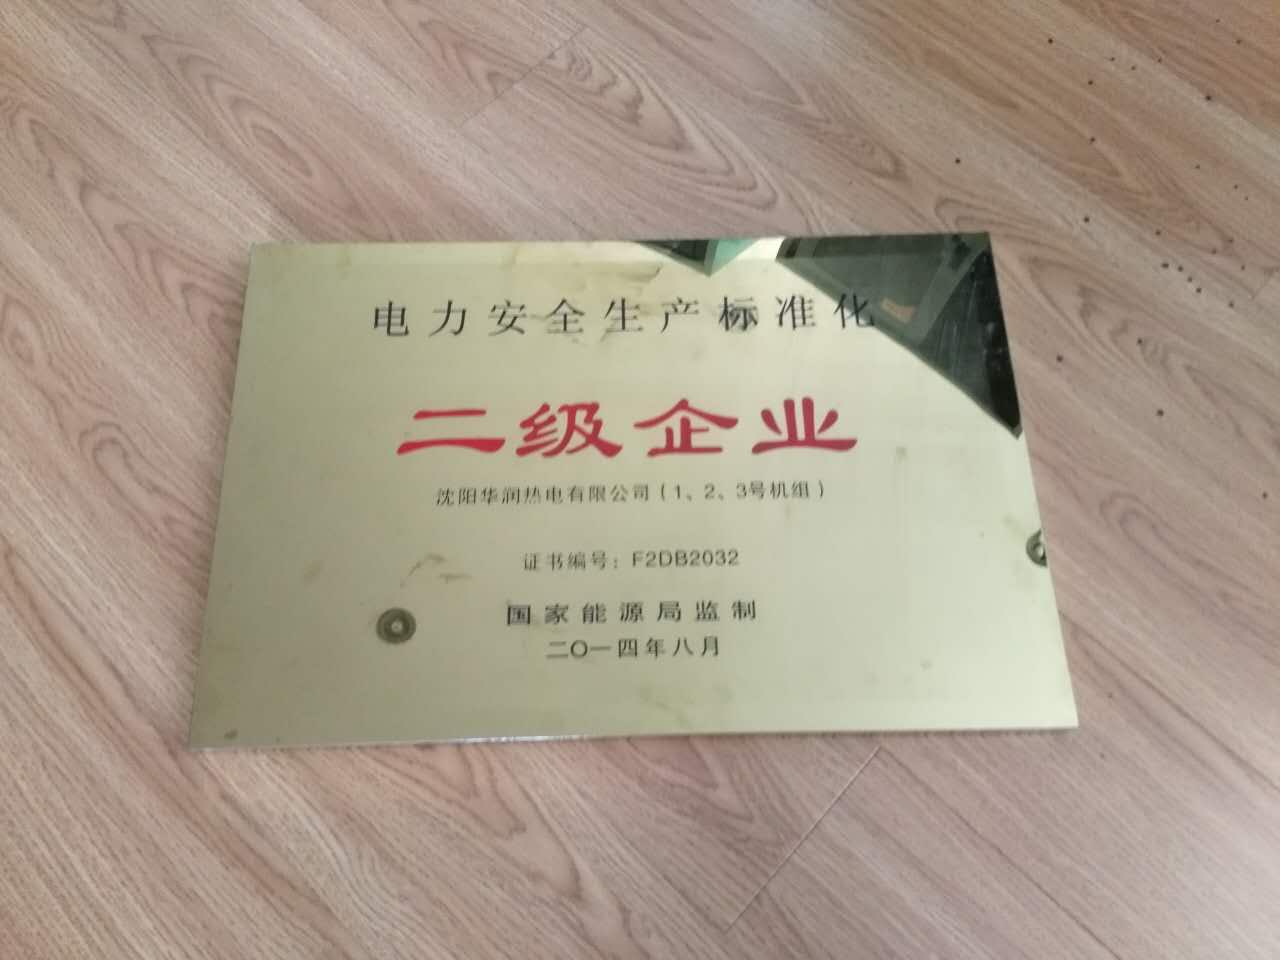 电力安全生产标准化
二级企业
沈阳华润热电有限公司（1、2、3号机组）
证书编号：F2DB2032
国家能源局监制
二〇一四年八月